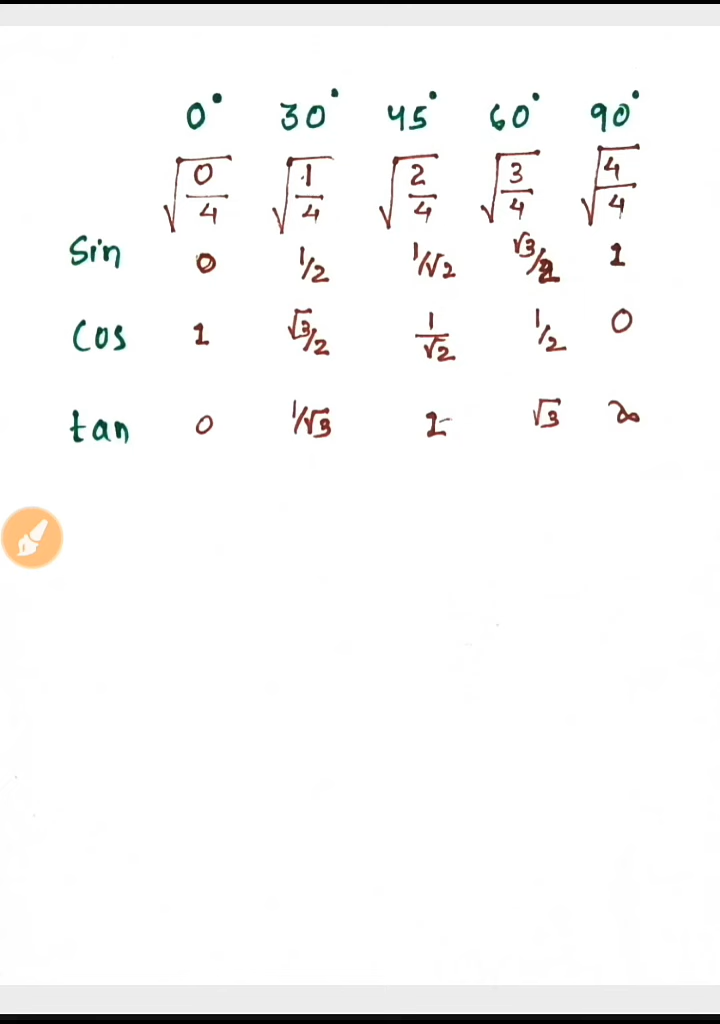 0° 30° 45° 60° 90°
√0/4 √1/4 √2/4 √3/4 √4/4
Sin 0 1/2 1/√2 √3/2 1
Cos 1 √3/2 1/√2 1/2 0
tan 0 1/√3 1 √3 ∞